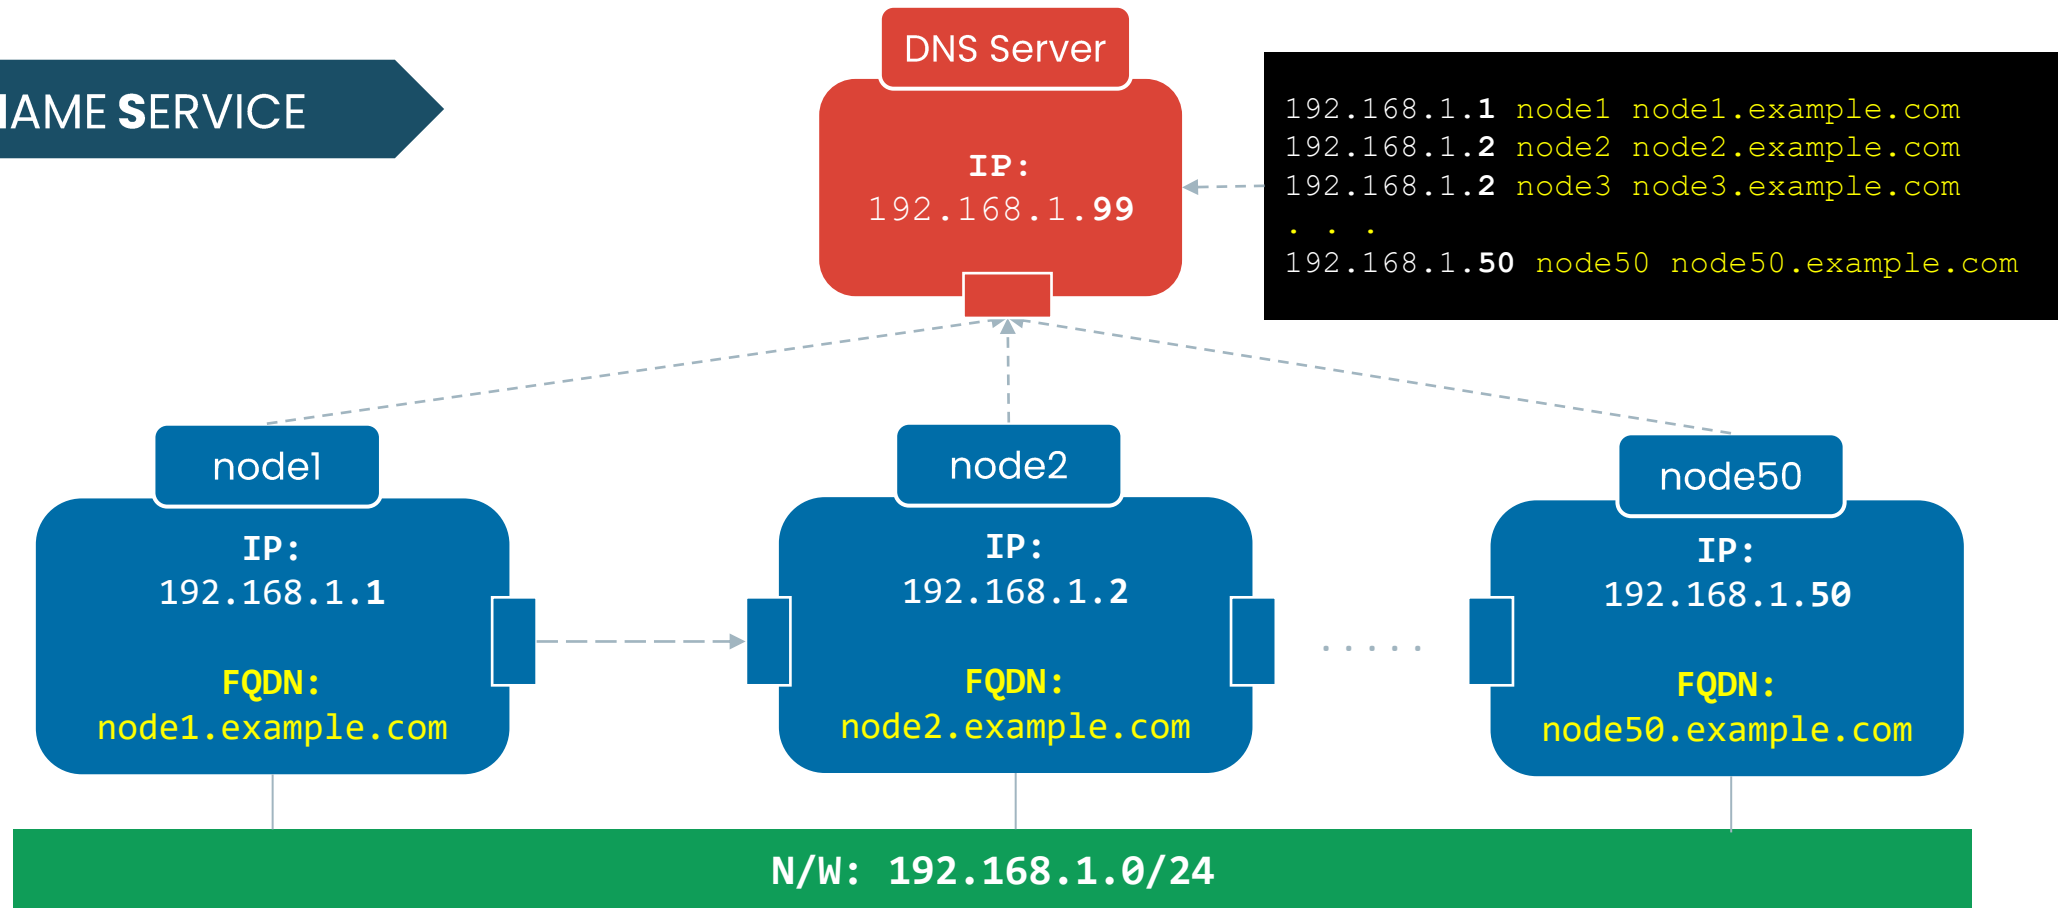 NAME SERVICE
DNS Server
IP:
192.168.1.99
192.168.1.1 node1 node1.example.com
192.168.1.2 node2 node2.example.com
192.168.1.2 node3 node3.example.com
. . .
192.168.1.50 node50 node50.example.com
node1
IP:
192.168.1.1
FQDN:
node1.example.com
node2
IP:
192.168.1.2
FQDN:
node2.example.com
.....
node50
IP:
192.168.1.50
FQDN:
node50.example.com
N/W: 192.168.1.0/24